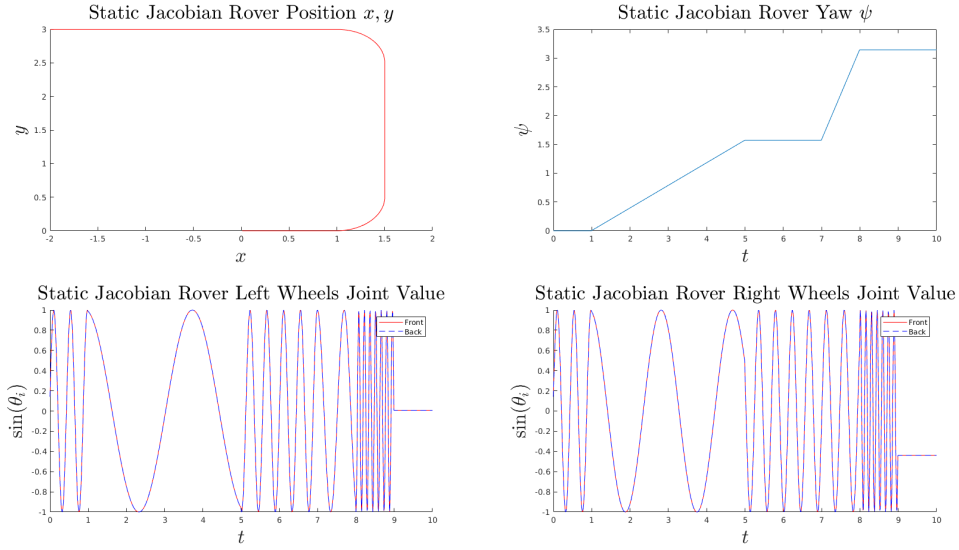 Static Jacobian Rover Position x, y
3
2.5
2
1.5
1
0.5
0
y
-2 -1.5 -1 -0.5 0 0.5 1 1.5 2
x
Static Jacobian Rover Yaw ψ
3.5
3
2.5
2
1.5
1
0.5
0
ψ
0 1 2 3 4 5 6 7 8 9 10
t
Static Jacobian Rover Left Wheels Joint Value
1
0.8
0.6
0.4
0.2
0
-0.2
-0.4
-0.6
-0.8
-1
sin(θi)
Front
Back
0 1 2 3 4 5 6 7 8 9 10
t
Static Jacobian Rover Right Wheels Joint Value
1
0.8
0.6
0.4
0.2
0
-0.2
-0.4
-0.6
-0.8
-1
sin(θi)
Front
Back
0 1 2 3 4 5 6 7 8 9 10
t